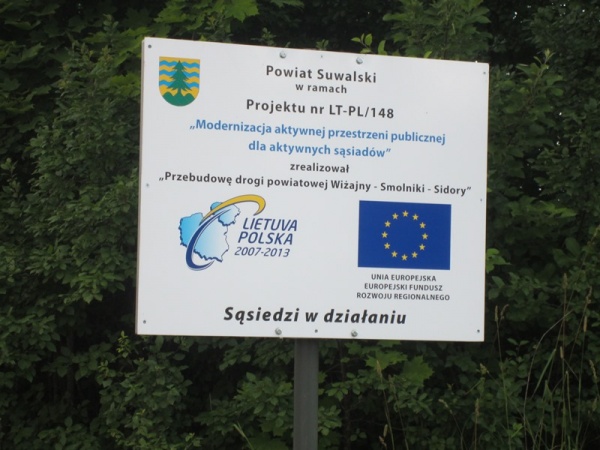 Powiat Suwalski
w ramach
Projektu nr LT-PL/148
„Modernizacja aktywnej przestrzeni publicznej
dla aktywnych sąsiadów”
zrealizował
„Przebudowę drogi powiatowej Wiżajny - Smolniki - Sidory”
LIETUVA
POLSKA
2007-2013
UNIA EUROPEJSKA
EUROPEJSKI FUNDUSZ
ROZWOJU REGIONALNEGO
Sąsiedzi w działaniu